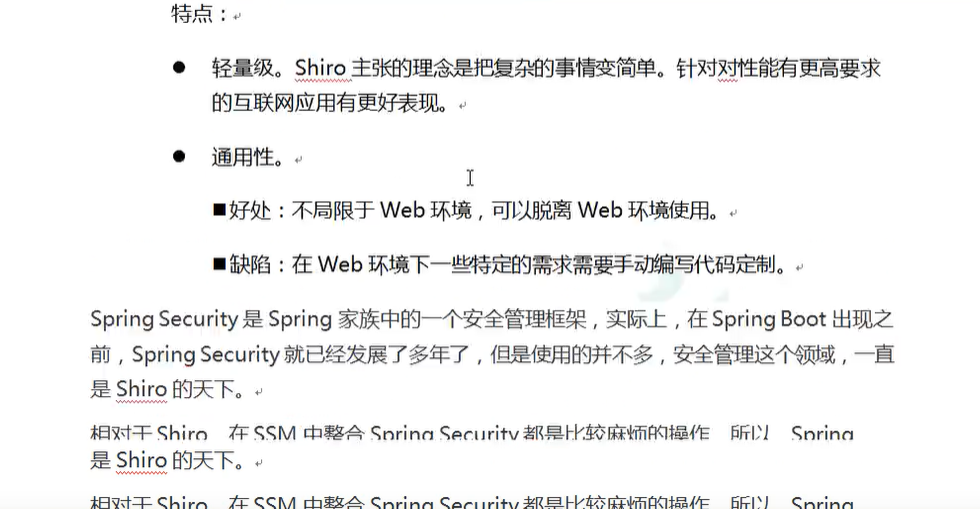 特点：
● 轻量级。Shiro 主张的理念是把复杂的事情变简单。针对对性能有更高要求
的互联网应用有更好表现。
● 通用性。
■好处：不局限于 Web 环境，可以脱离 Web 环境使用。
■缺陷：在 Web 环境下一些特定的需求需要手动编写代码定制。
Spring Security 是 Spring 家族中的一个安全管理框架，实际上，在 Spring Boot 出现之
前，Spring Security 就已经发展了多年了，但是使用的并不多，安全管理这个领域，一直
是 Shiro 的天下。
相对于 Shiro，在 SSM 中整合 Spring Security 都是比较麻烦的操作，所以，Spring
是 Shiro 的天下。
相对于 Shiro，在 SSM 中整合 Spring Security 都是比较麻烦的操作，所以，Spring